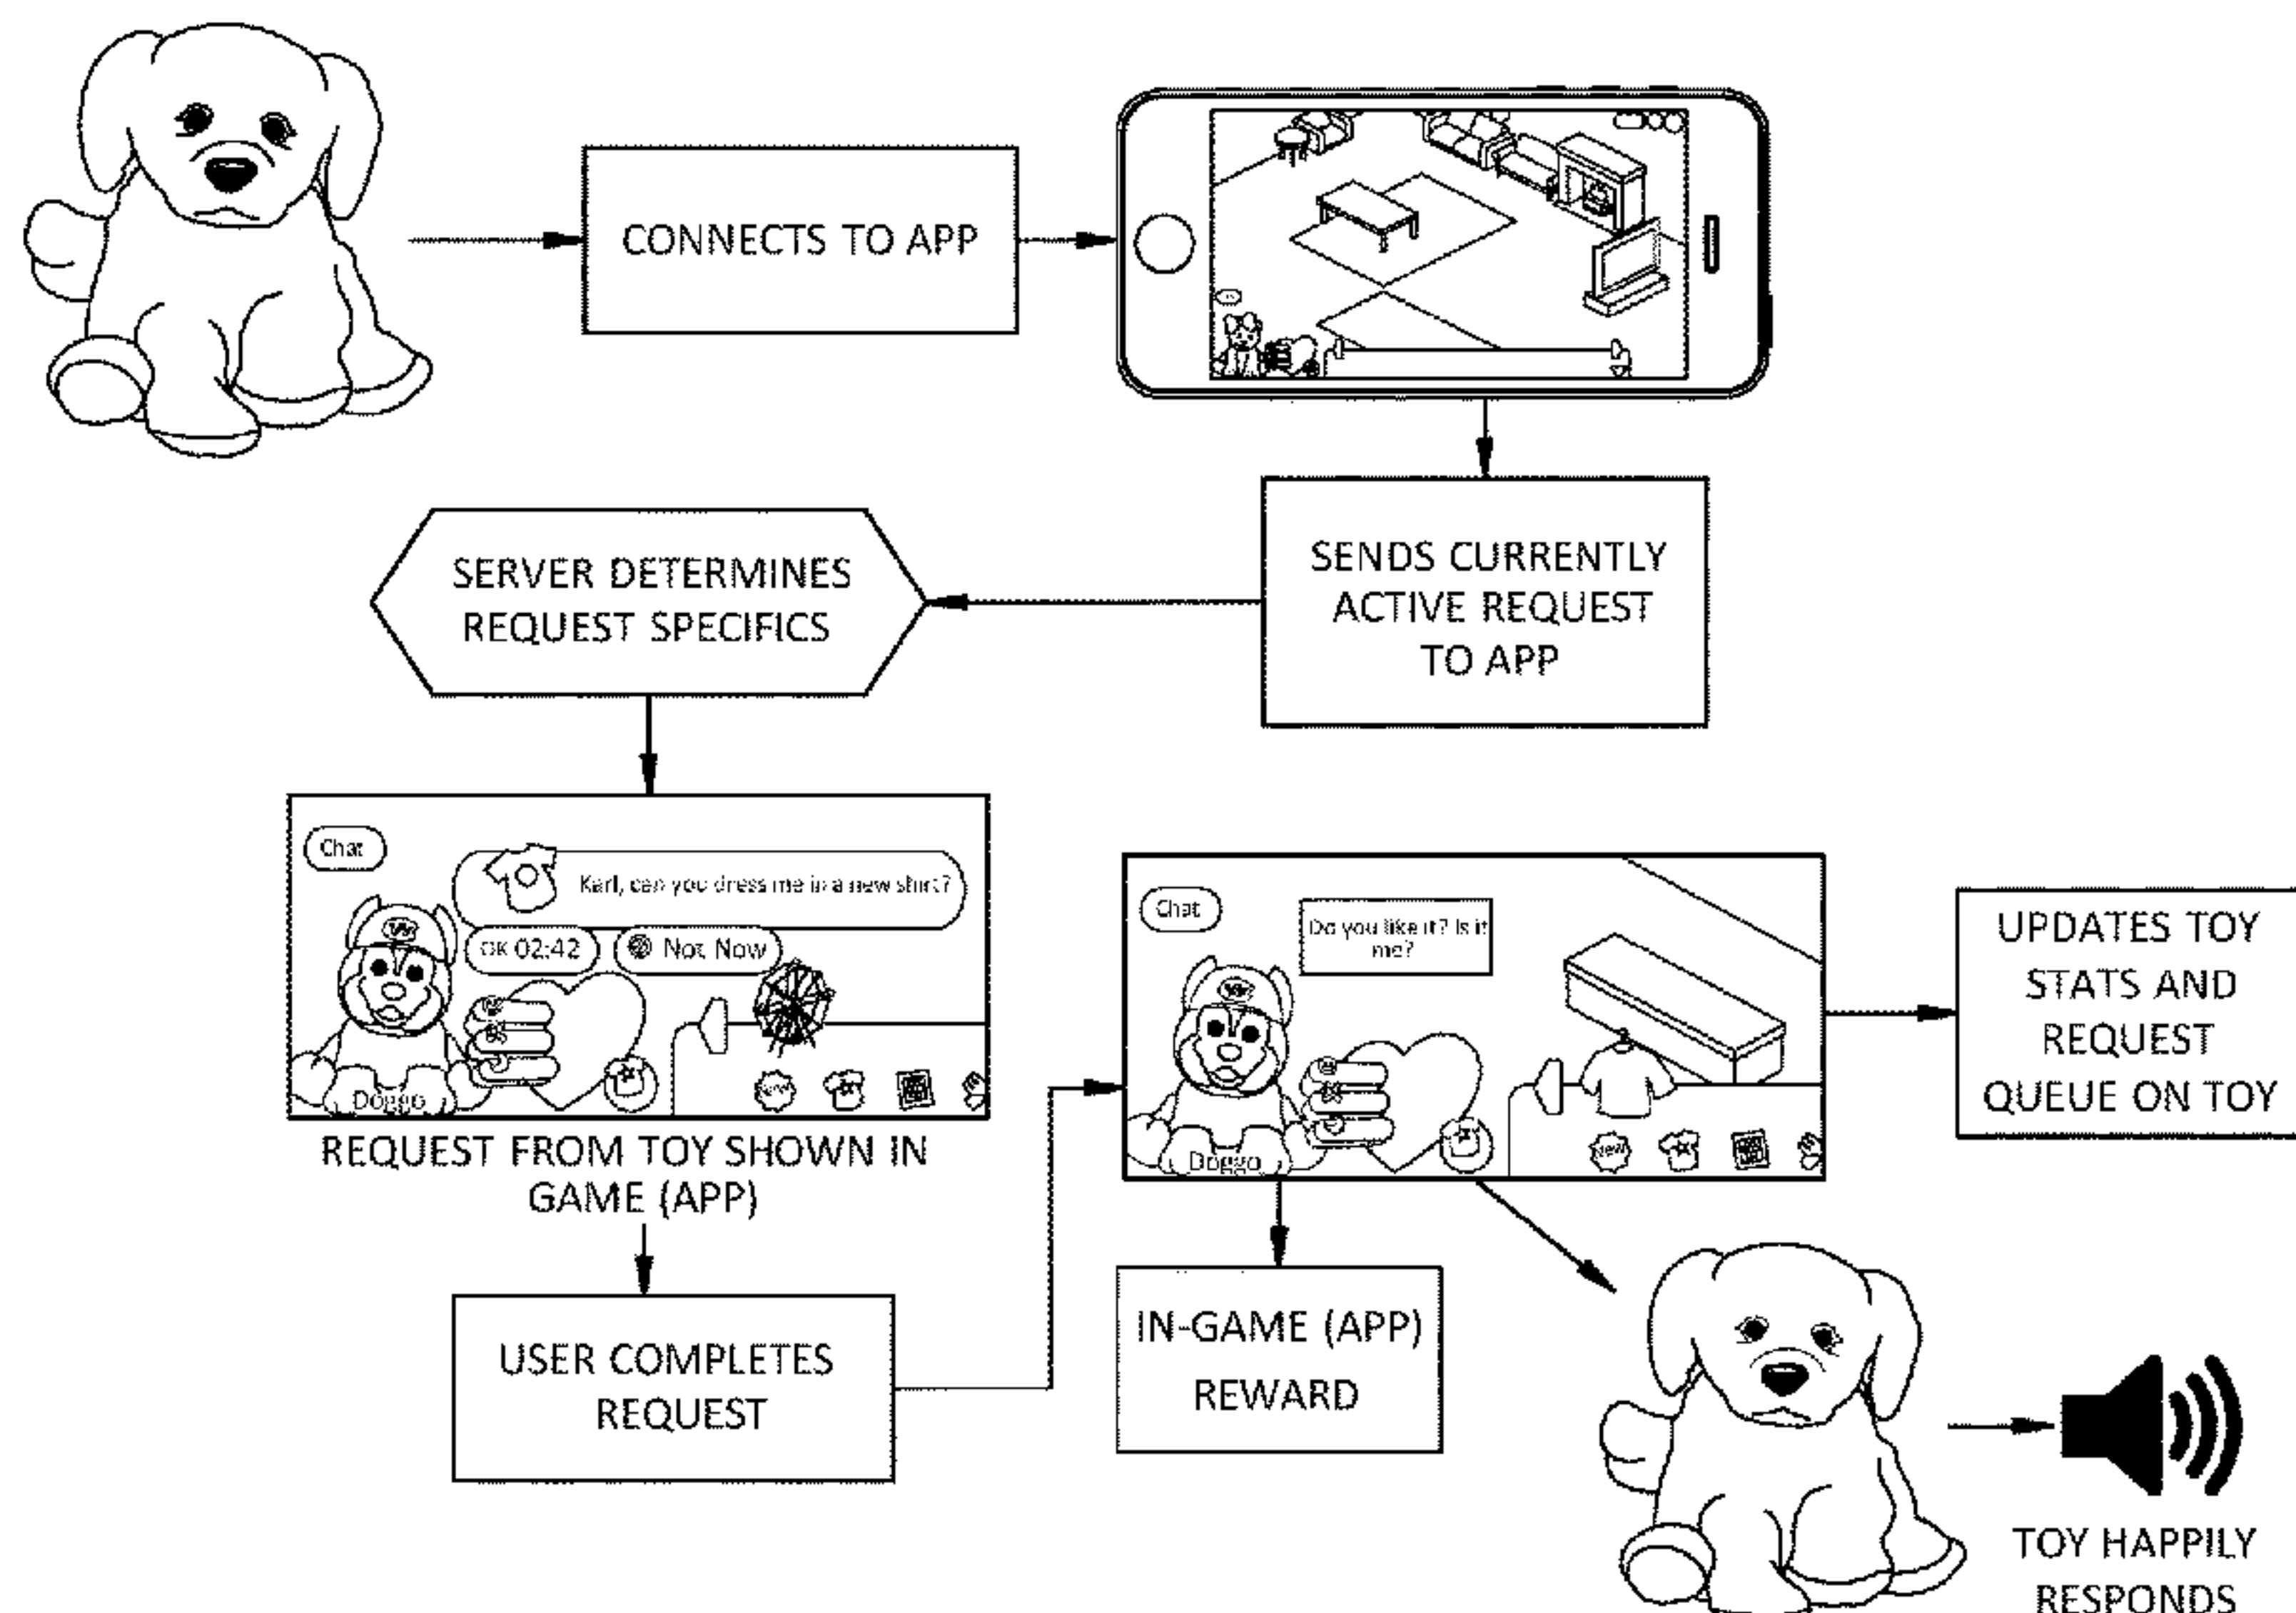 CONNECTS TO APP
SENDS CURRENTLY
ACTIVE REQUEST
TO APP
SERVER DETERMINES
REQUEST SPECIFICS
Chat
Karl, can you dress me in a new shirt?
OK 02:42
Not Now
Doggo
New
REQUEST FROM TOY SHOWN IN
GAME (APP)
USER COMPLETES
REQUEST
Chat
Do you like it? Is it
me?
Doggo
New
UPDATES TOY
STATS AND
REQUEST
QUEUE ON TOY
IN-GAME (APP)
REWARD
TOY HAPPILY
RESPONDS